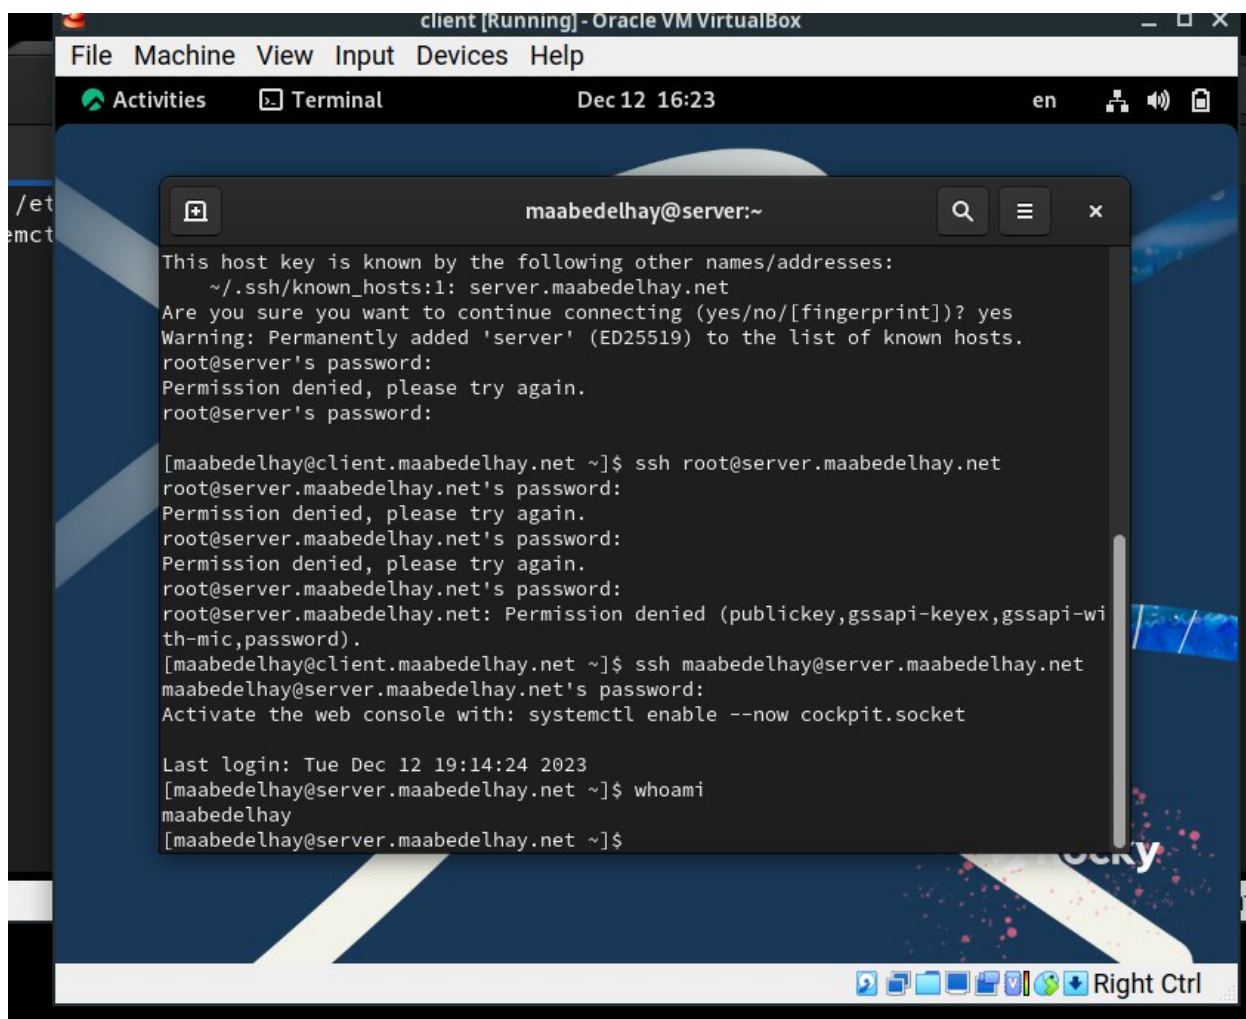 client [Running] - Oracle VM VirtualBox
File Machine View Input Devices Help
Activities Terminal Dec 12 16:23 en
/et
emct
maabedelhay@server:~
This host key is known by the following other names/addresses:
    ~/.ssh/known_hosts:1: server.maabedelhay.net
Are you sure you want to continue connecting (yes/no/[fingerprint])? yes
Warning: Permanently added 'server' (ED25519) to the list of known hosts.
root@server's password:
Permission denied, please try again.
root@server's password:
[maabedelhay@client.maabedelhay.net ~]$ ssh root@server.maabedelhay.net
root@server.maabedelhay.net's password:
Permission denied, please try again.
root@server.maabedelhay.net's password:
Permission denied, please try again.
root@server.maabedelhay.net's password:
root@server.maabedelhay.net: Permission denied (publickey,gssapi-keyex,gssapi-wi
th-mic,password).
[maabedelhay@client.maabedelhay.net ~]$ ssh maabedelhay@server.maabedelhay.net
maabedelhay@server.maabedelhay.net's password:
Activate the web console with: systemctl enable --now cockpit.socket
Last login: Tue Dec 12 19:14:24 2023
[maabedelhay@server.maabedelhay.net ~]$ whoami
maabedelhay
[maabedelhay@server.maabedelhay.net ~]$
Right Ctrl